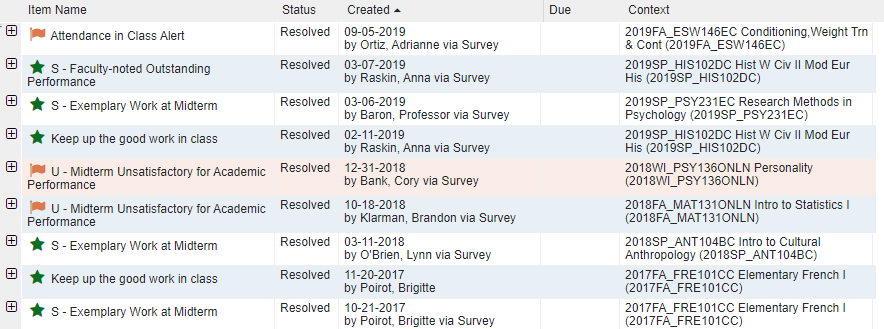 Item Name Status Created Due Context
Attendance in Class Alert Resolved 09-05-2019 2019FA_ESW146EC Conditioning,Weight Trn
by Ortiz, Adrianne via Survey & Cont (2019FA_ESW146EC)
S - Faculty-noted Outstanding Resolved 03-07-2019 2019SP_HIS102DC Hist W Civ II Mod Eur
Performance by Raskin, Anna via Survey His (2019SP_HIS102DC)
S - Exemplary Work at Midterm Resolved 03-06-2019 2019SP_PSY231EC Research Methods in
by Baron, Professor via Survey Psychology (2019SP_PSY231EC)
Keep up the good work in class Resolved 02-11-2019 2019SP_HIS102DC Hist W Civ II Mod Eur
by Raskin, Anna via Survey His (2019SP_HIS102DC)
U - Midterm Unsatisfactory for Academic Resolved 12-31-2018 2018WI_PSY136ONLN Personality
Performance by Bank, Cory via Survey (2018WI_PSY136ONLN)
U - Midterm Unsatisfactory for Academic Resolved 10-18-2018 2018FA_MAT131ONLN Intro to Statistics I
Performance by Klarman, Brandon via Survey (2018FA_MAT131ONLN)
S - Exemplary Work at Midterm Resolved 03-11-2018 2018SP_ANT104BC Intro to Cultural
by O'Brien, Lynn via Survey Anthropology (2018SP_ANT104BC)
Keep up the good work in class Resolved 11-20-2017 2017FA_FRE101CC Elementary French I
by Poirot, Brigitte (2017FA_FRE101CC)
S - Exemplary Work at Midterm Resolved 10-21-2017 2017FA_FRE101CC Elementary French I
by Poirot, Brigitte via Survey (2017FA_FRE101CC)